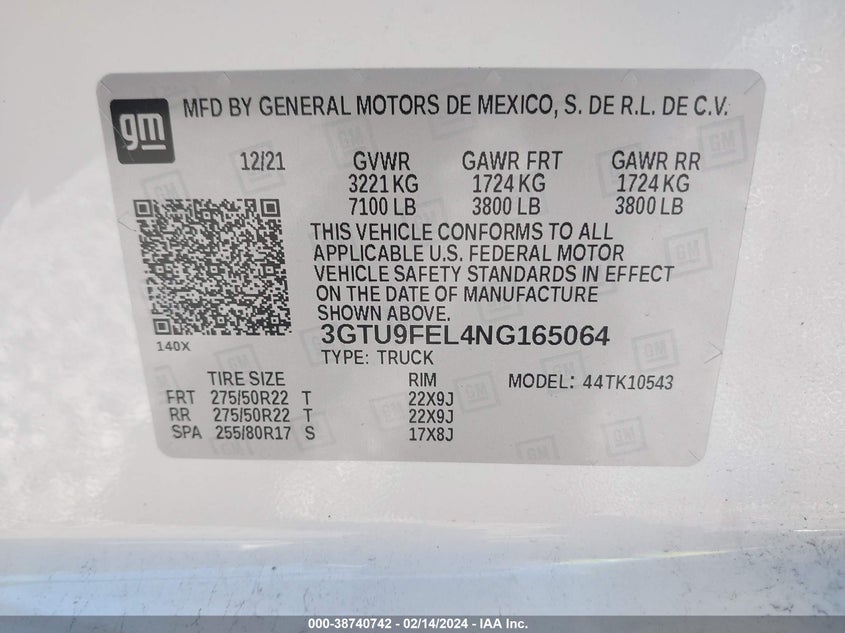 gm
MFD BY GENERAL MOTORS DE MEXICO, S. DE R.L. DE C.V.
12/21 GVWR GAWR FRT GAWR RR
3221 KG 1724 KG 1724 KG
7100 LB 3800 LB 3800 LB
THIS VEHICLE CONFORMS TO ALL
APPLICABLE U.S. FEDERAL MOTOR
VEHICLE SAFETY STANDARDS IN EFFECT
ON THE DATE OF MANUFACTURE
SHOWN ABOVE.
140X
3GTU9FEL4NG165064
TYPE: TRUCK
TIRE SIZE RIM MODEL: 44TK10543
FRT 275/50R22 T 22X9J
RR 275/50R22 T 22X9J
SPA 255/80R17 S 17X8J
000-38740742 - 02/14/2024 - IAA Inc.